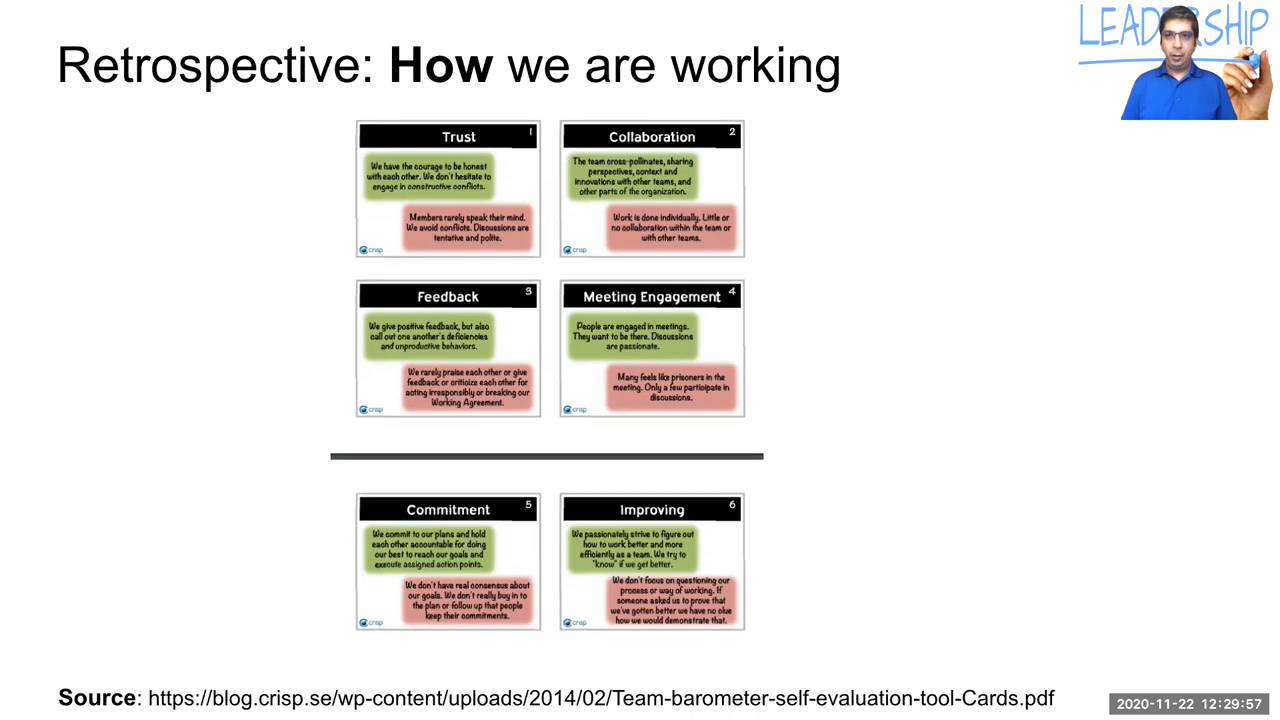 Retrospective: How we are working
LEADERSHIP
Trust 1
We have the courage to be honest
with each other. We don't hesitate to
engage in constructive conflicts.
Members rarely speak their mind.
We avoid conflicts. Discussions are
tentative and polite.
crisp
Collaboration 2
The team cross-pollinates, sharing
perspectives, context and
innovations with other teams, and
other parts of the organization.
Work is done individually. Little or
no collaboration within the team or
with other teams.
crisp
Feedback 3
We give positive feedback, but also
call out one another's deficiencies
and unproductive behaviors.
We rarely praise each other or give
feedback or criticize each other for
acting irresponsibly or breaking our
Working Agreement.
crisp
Meeting Engagement 4
People are engaged in meetings.
They want to be there. Discussions
are passionate.
Many feels like prisoners in the
meeting. Only a few participate in
discussions.
crisp
Commitment 5
We commit to our plans and hold
each other accountable for doing
our best to reach our goals and
execute assigned action points.
We don't have real consensus about
our goals. We don't really buy in to
the plan or follow up that people
keep their commitments.
crisp
Improving 6
We passionately strive to figure out
how to work better and more
efficiently as a team. We try to
"know" if we get better.
We don't focus on questioning our
process or way of working. If
someone asked us to prove that
we've gotten better we have no clue
how we would demonstrate that.
crisp
Source: https://blog.crisp.se/wp-content/uploads/2014/02/Team-barometer-self-evaluation-tool-Cards.pdf
2020-11-22 12:29:57